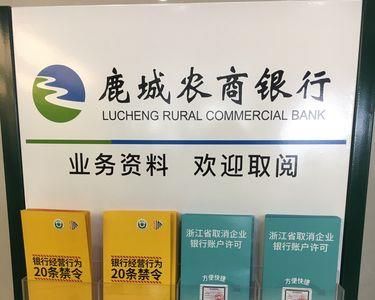 鹿城农商银行
LUCHENG RURAL COMMERCIAL BANK
业务资料 欢迎取阅
银行经营行为
20条禁令
银行经营行为
20条禁令
浙江省取消企业
银行账户许可
方便快捷
浙江省取消企业
银行账户许可
方便快捷